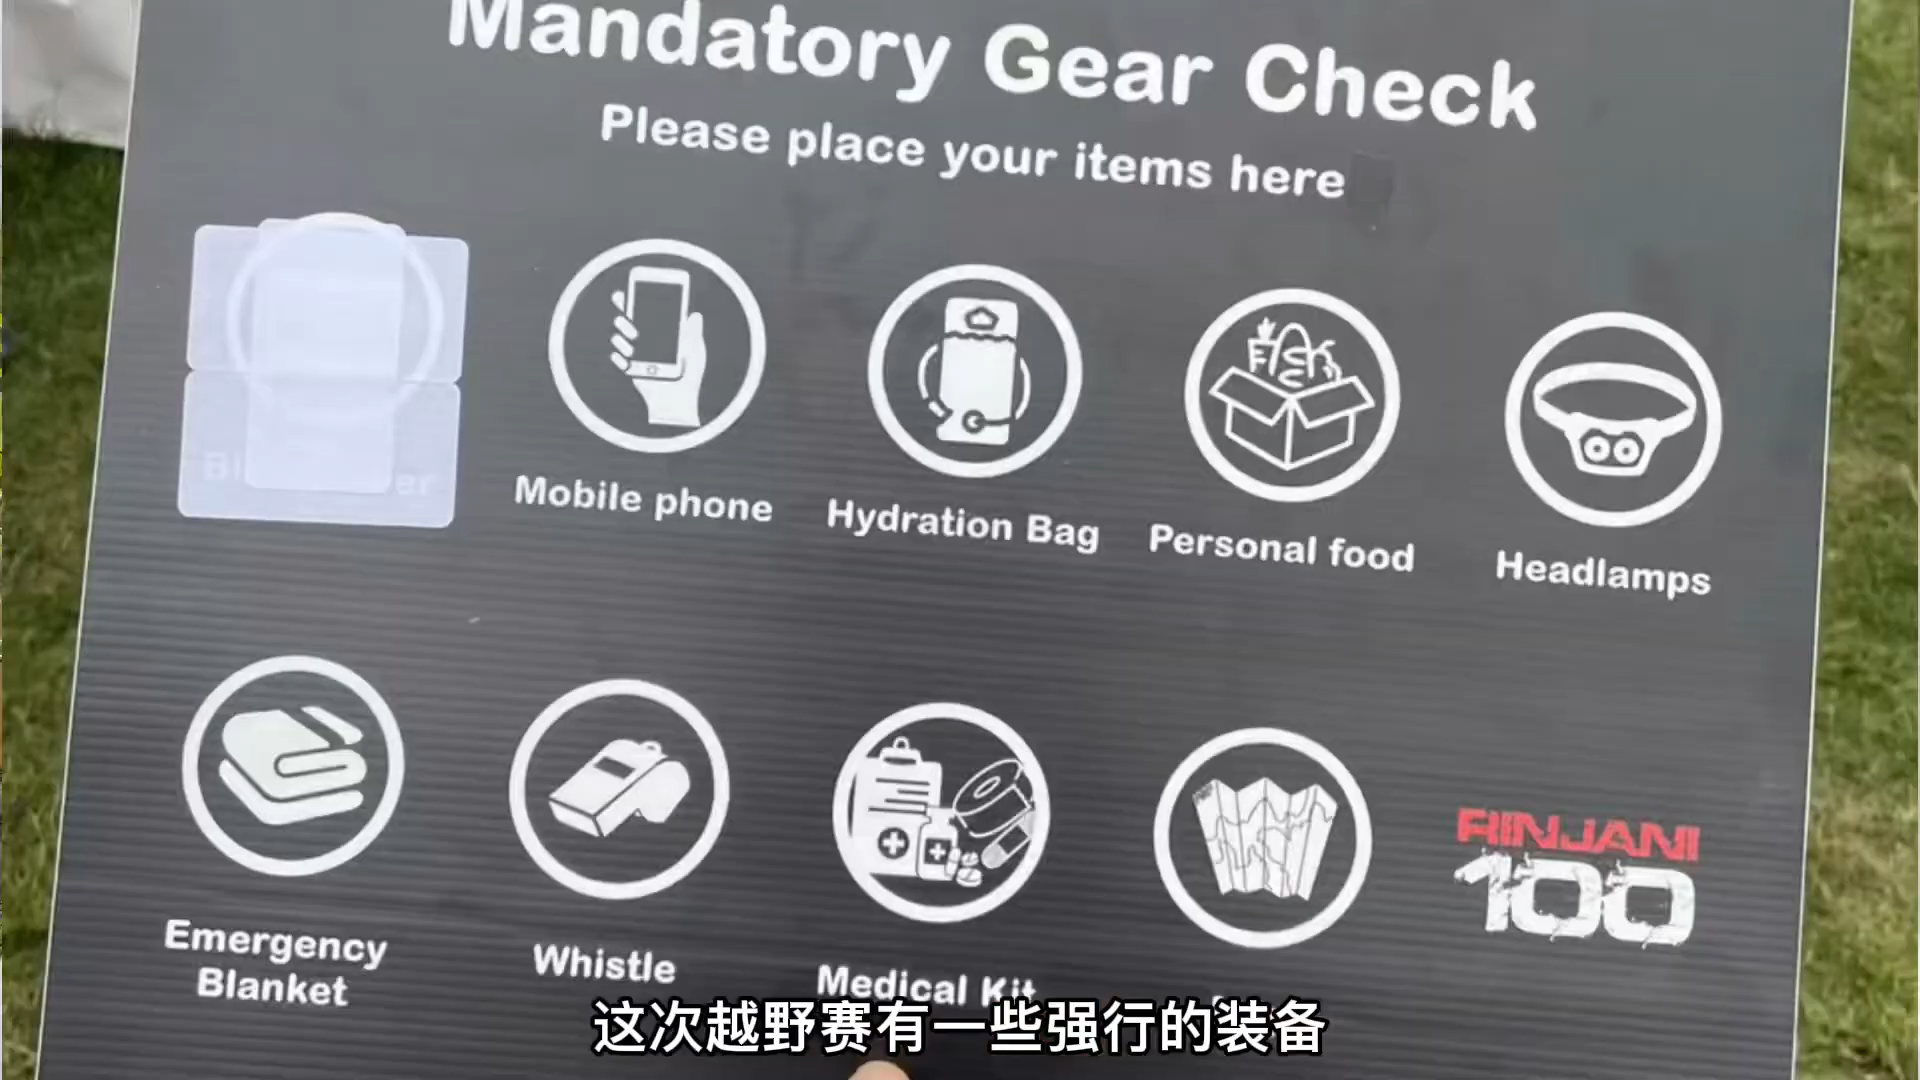 Mandatory Gear Check
Please place your items here
Mobile phone
Hydration Bag
Personal food
Headlamps
Emergency
Blanket
Whistle
Medical Kit
RINJANI
100
这次越野赛有一些强行的装备